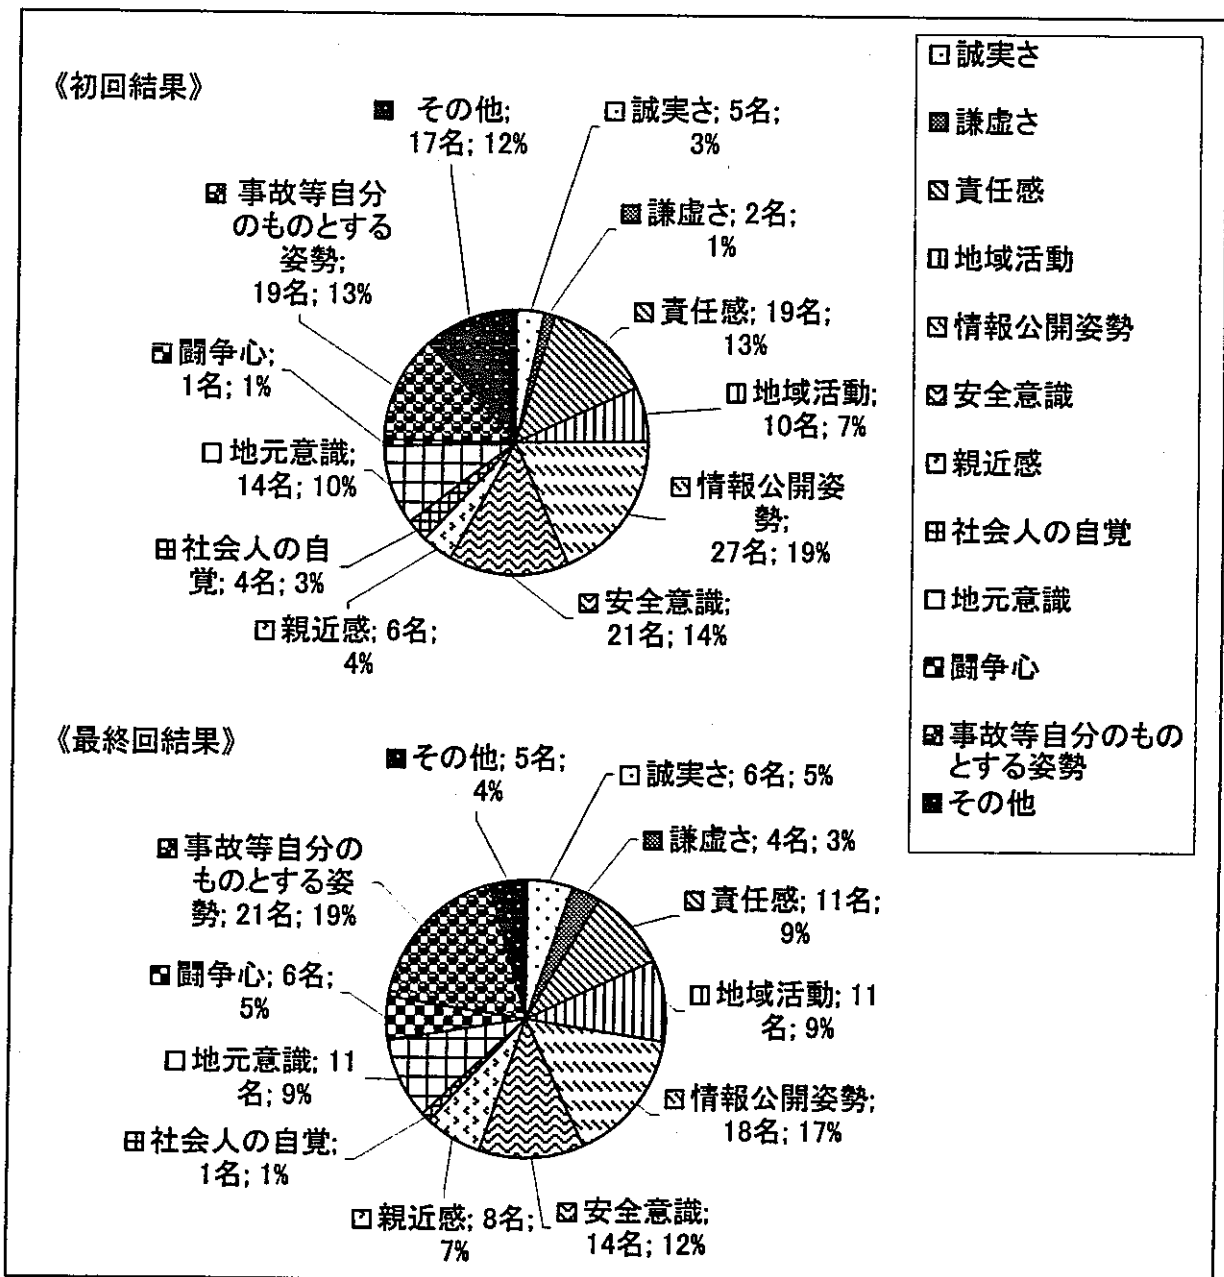 《初回結果》
その他;
17名; 12%
誠実さ; 5名;
3%
謙虚さ; 2名;
1%
責任感; 19名;
13%
地域活動;
10名; 7%
情報公開姿
勢;
27名; 19%
安全意識;
21名; 14%
親近感; 6名;
4%
社会人の自
覚; 4名; 3%
地元意識;
14名; 10%
闘争心;
1名; 1%
事故等自分
のものとする
姿勢;
19名; 13%
誠実さ
謙虚さ
責任感
地域活動
情報公開姿勢
安全意識
親近感
社会人の自覚
地元意識
闘争心
事故等自分のもの
とする姿勢
その他
《最終回結果》
その他; 5名;
4%
誠実さ; 6名; 5%
謙虚さ; 4名; 3%
責任感; 11名;
9%
地域活動; 11
名; 9%
情報公開姿勢;
18名; 17%
安全意識;
14名; 12%
親近感; 8名;
7%
社会人の自覚;
1名; 1%
地元意識; 11
名; 9%
闘争心; 6名;
5%
事故等自分の
ものとする姿
勢; 21名; 19%